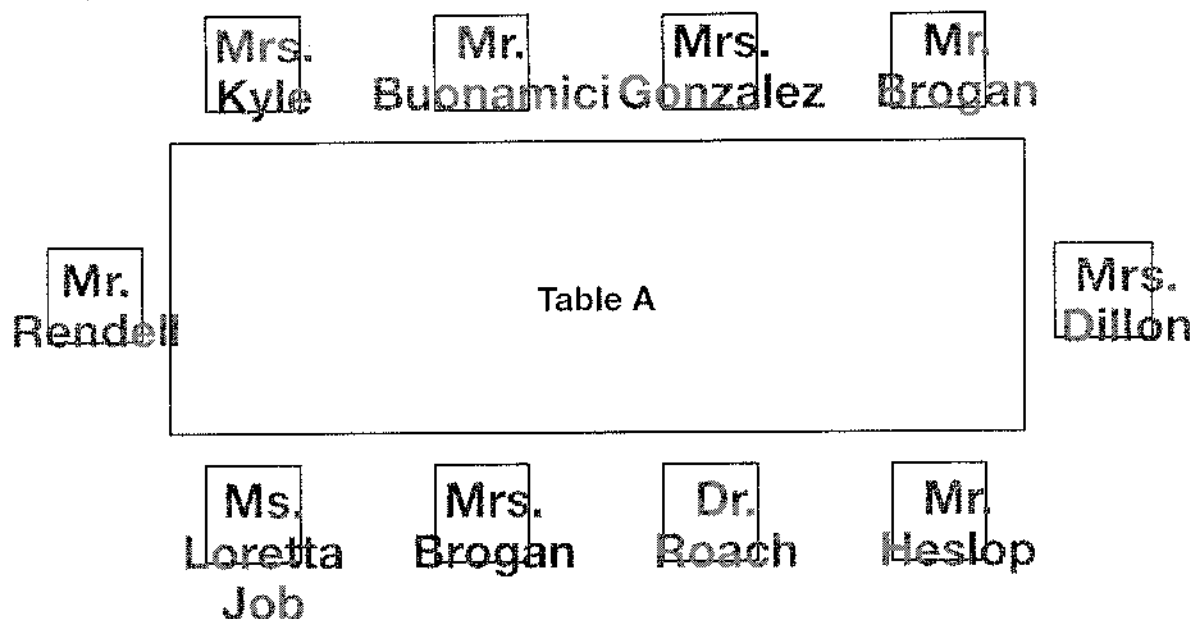 Mrs.
Kyle
Mr.
Buonamici
Mrs.
Gonzalez
Mr.
Brogan
Mr.
Rendell
Table A
Mrs.
Dillon
Ms.
Loretta
Job
Mrs.
Brogan
Dr.
Roach
Mr.
Heslop